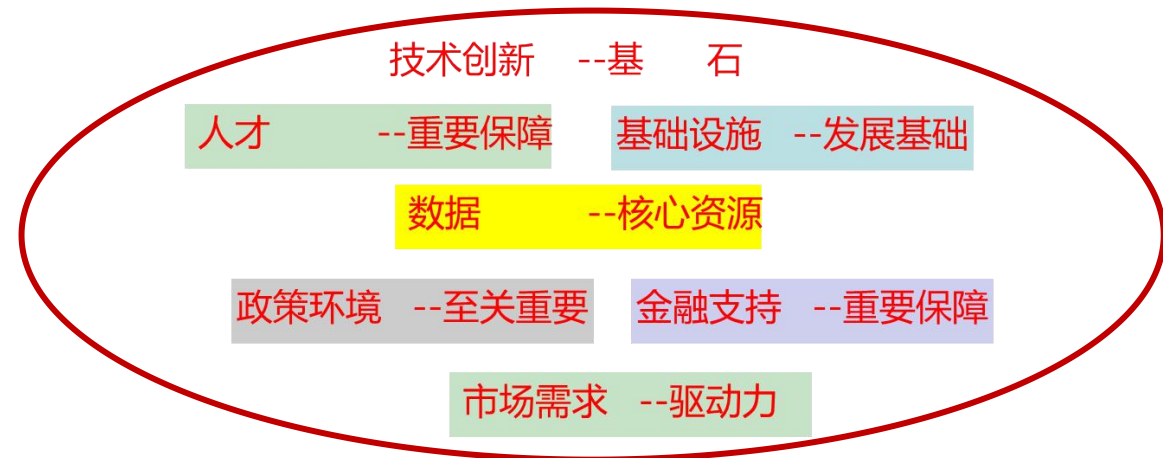 技术创新 --基 石
人才 --重要保障 基础设施 --发展基础
数据 --核心资源
政策环境 --至关重要 金融支持 --重要保障
市场需求 --驱动力